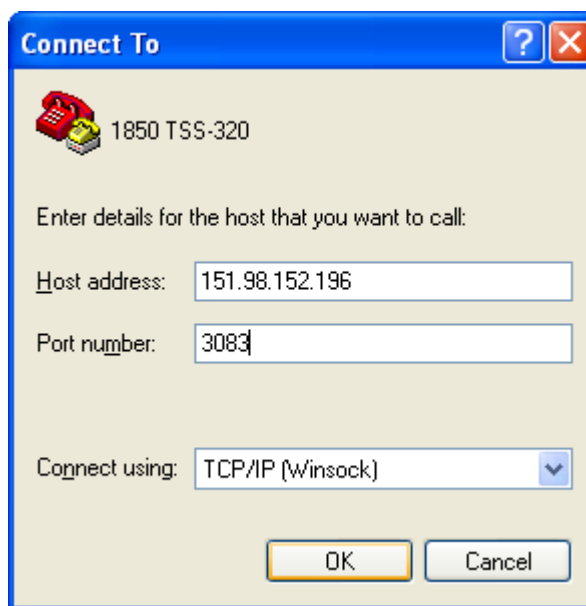 Connect To
1850 TSS-320
Enter details for the host that you want to call:
Host address: 151.98.152.196
Port number: 3083
Connect using: TCP/IP (Winsock)
OK Cancel